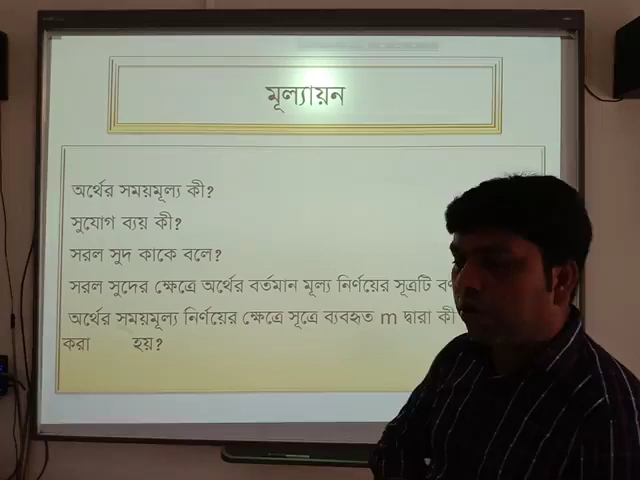 মূল্যায়ন
অর্থের সময়মূল্য কী?
সুযোগ ব্যয় কী?
সরল সুদ কাকে বলে?
সরল সুদের ক্ষেত্রে অর্থের বর্তমান মূল্য নির্ণয়ের সূত্রটি
অর্থের সময়মূল্য নির্ণয়ের ক্ষেত্রে সূত্রে ব্যবহৃত m দ্বারা কী
করা হয়?